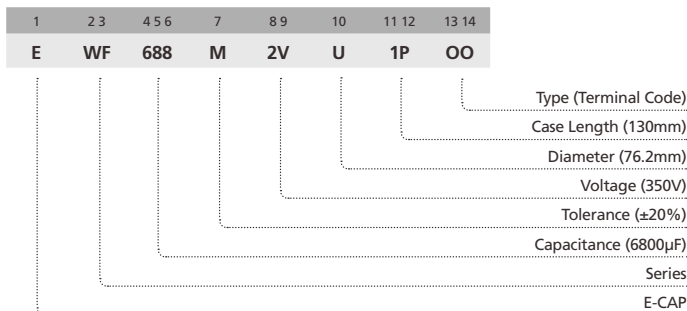 1 2 3 4 5 6 7 8 9 10 11 12 13 14
E WF 688 M 2V U 1P OO
Type (Terminal Code)
Case Length (130mm)
Diameter (76.2mm)
Voltage (350V)
Tolerance (±20%)
Capacitance (6800µF)
Series
E-CAP